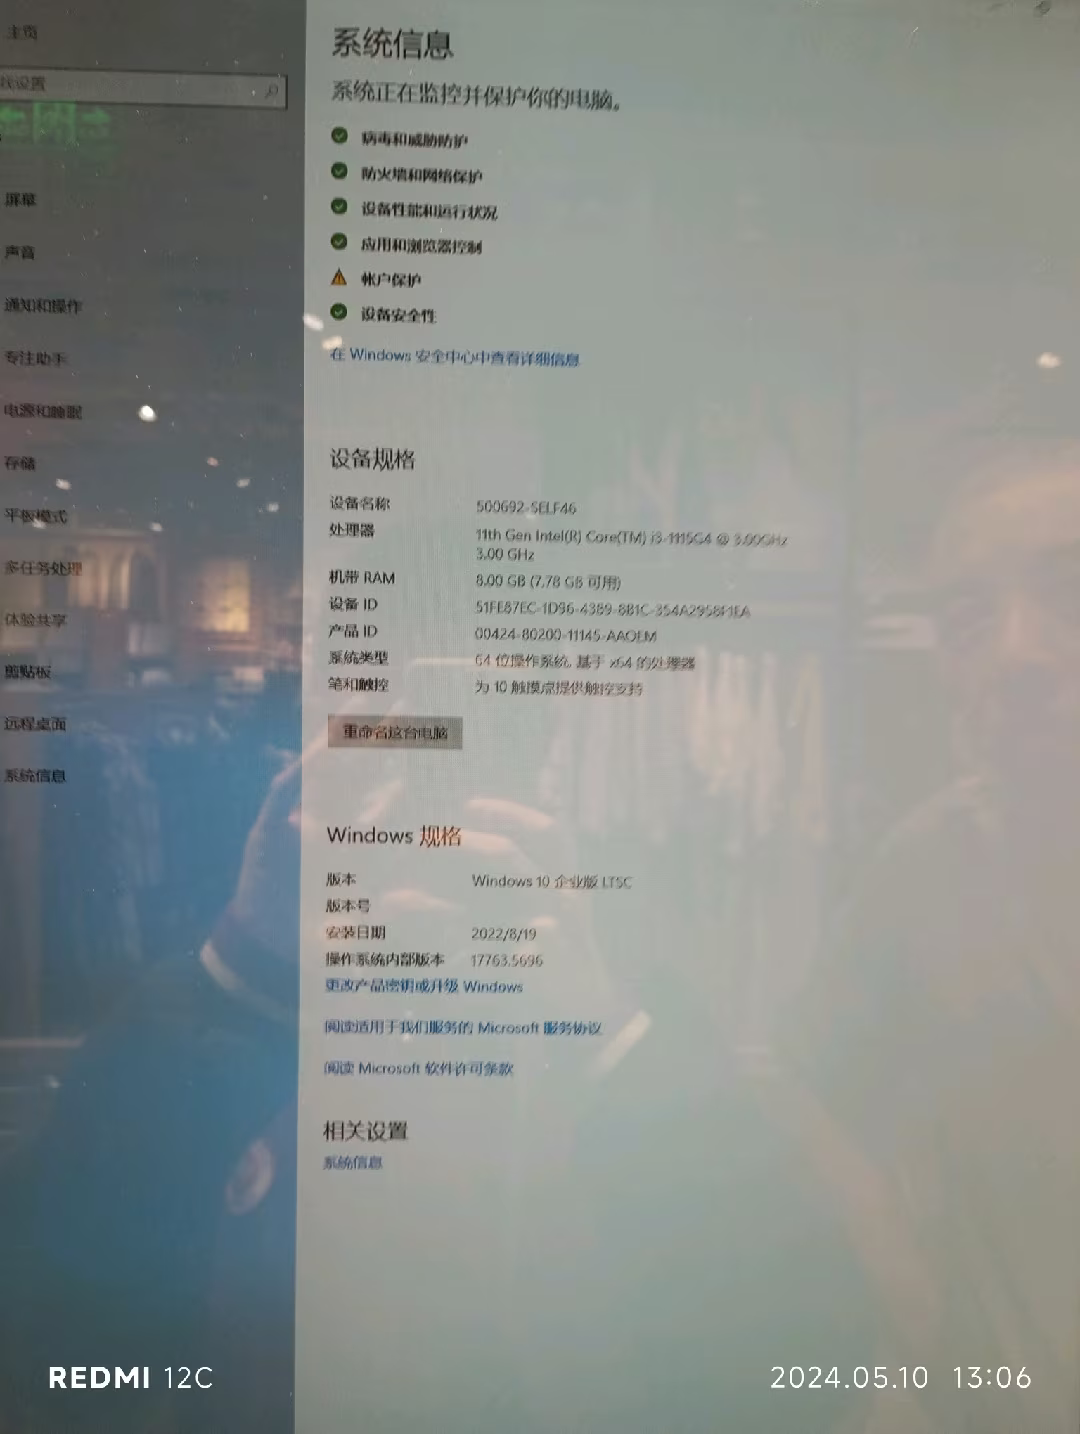 主页
找设置
屏幕
声音
通知和操作
专注助手
电源和睡眠
存储
平板模式
多任务处理
体验共享
剪贴板
远程桌面
系统信息
系统信息
系统正在监控并保护你的电脑。
病毒和威胁防护
防火墙和网络保护
设备性能和运行状况
应用和浏览器控制
帐户保护
设备安全性
在 Windows 安全中心中查看详细信息
设备规格
设备名称 500692-SELF46
处理器 11th Gen Intel(R) Core(TM) i3-1115G4 @ 3.00GHz
3.00 GHz
机带 RAM 8.00 GB (7.78 GB 可用)
设备 ID 51FE87EC-1D96-4389-8B1C-354A2958F1EA
产品 ID 00424-80200-11145-AAOEM
系统类型 64 位操作系统, 基于 x64 的处理器
笔和触控 为 10 触摸点提供触控支持
重命名这台电脑
Windows 规格
版本 Windows 10 企业版 LTSC
版本号
安装日期 2022/8/19
操作系统内部版本 17763.5696
更改产品密钥或升级 Windows
阅读适用于我们服务的 Microsoft 服务协议
阅读 Microsoft 软件许可条款
相关设置
系统信息
REDMI 12C
2024.05.10 13:06